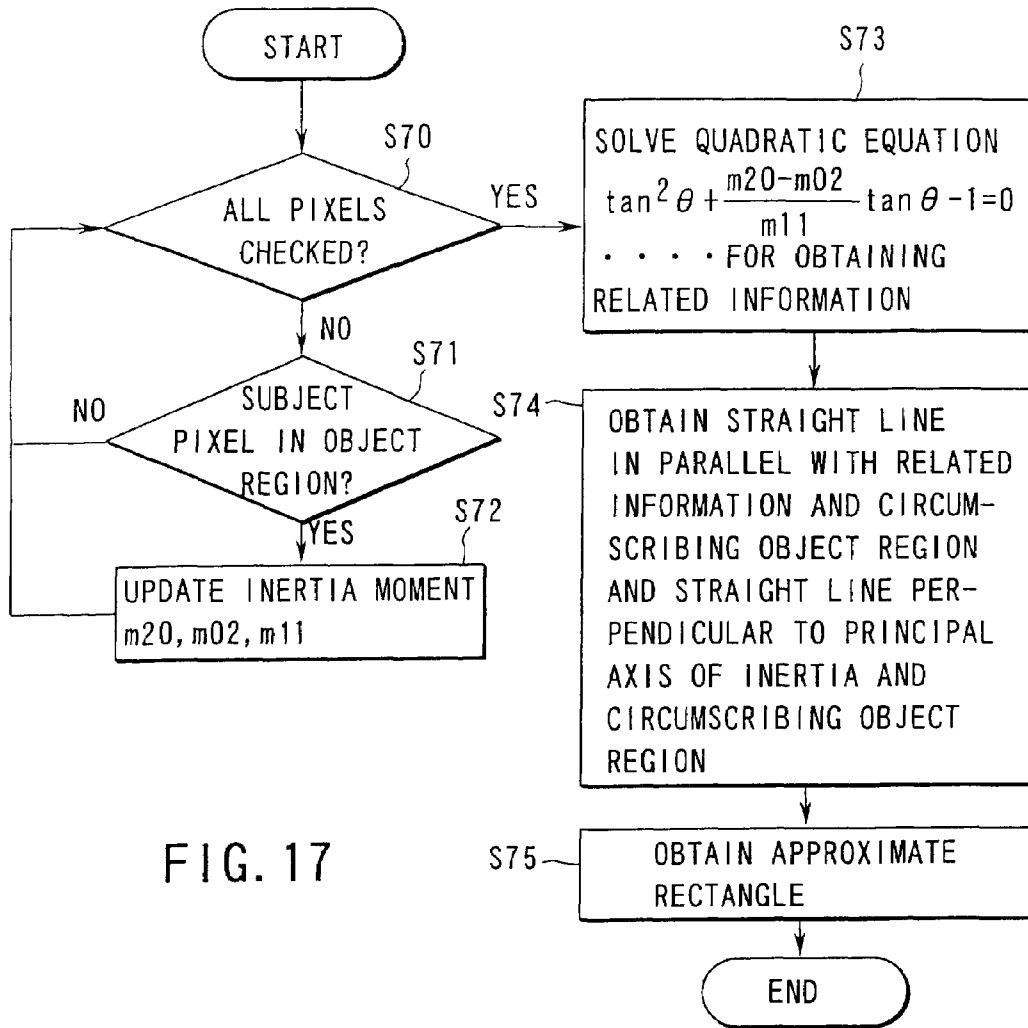 START
S70
ALL PIXELS
CHECKED?
YES
NO
S71
SUBJECT
PIXEL IN OBJECT
REGION?
NO
YES
S72
UPDATE INERTIA MOMENT
m20, m02, m11
S73
SOLVE QUADRATIC EQUATION
tan²θ + (m20-m02)/m11 tanθ -1=0
・・・・FOR OBTAINING
RELATED INFORMATION
S74
OBTAIN STRAIGHT LINE
IN PARALLEL WITH RELATED
INFORMATION AND CIRCUM-
SCRIBING OBJECT REGION
AND STRAIGHT LINE PER-
PENDICULAR TO PRINCIPAL
AXIS OF INERTIA AND
CIRCUMSCRIBING OBJECT
REGION
S75
OBTAIN APPROXIMATE
RECTANGLE
END
FIG. 17